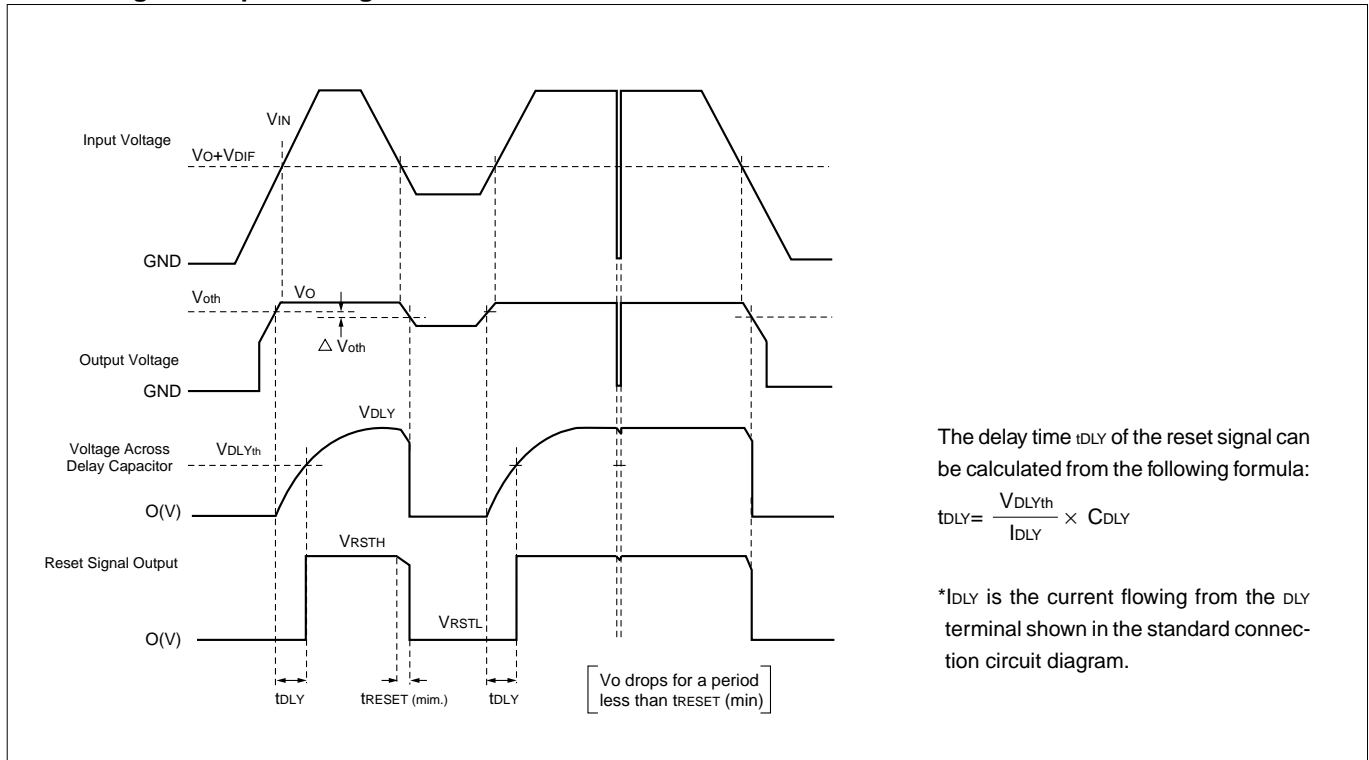 VIN
Input Voltage
VO+VDIF
GND
Voth
VO
△ Voth
Output Voltage
GND
VDLY
Voltage Across
Delay Capacitor
VDLYth
O(V)
VRSTH
Reset Signal Output
VRSTL
O(V)
tDLY
tRESET (mim.)
tDLY
Vo drops for a period
less than tRESET (min)
The delay time tDLY of the reset signal can
be calculated from the following formula:
tDLY= VDLYth / IDLY × CDLY
*IDLY is the current flowing from the DLY
terminal shown in the standard connec-
tion circuit diagram.